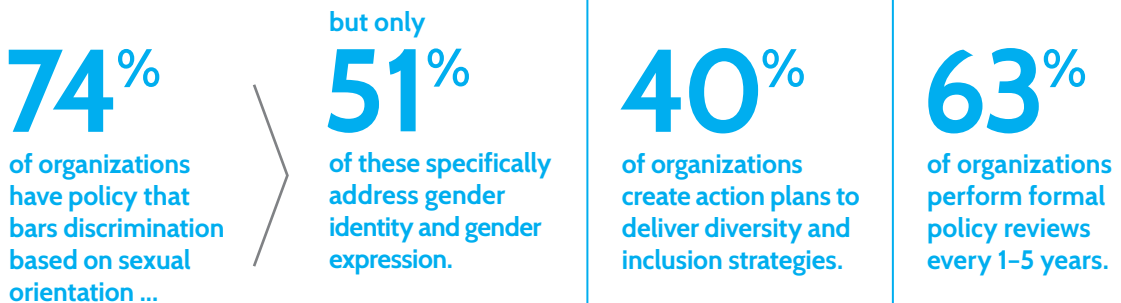 74%
of organizations
have policy that
bars discrimination
based on sexual
orientation ...
but only
51%
of these specifically
address gender
identity and gender
expression.
40%
of organizations
create action plans to
deliver diversity and
inclusion strategies.
63%
of organizations
perform formal
policy reviews
every 1–5 years.